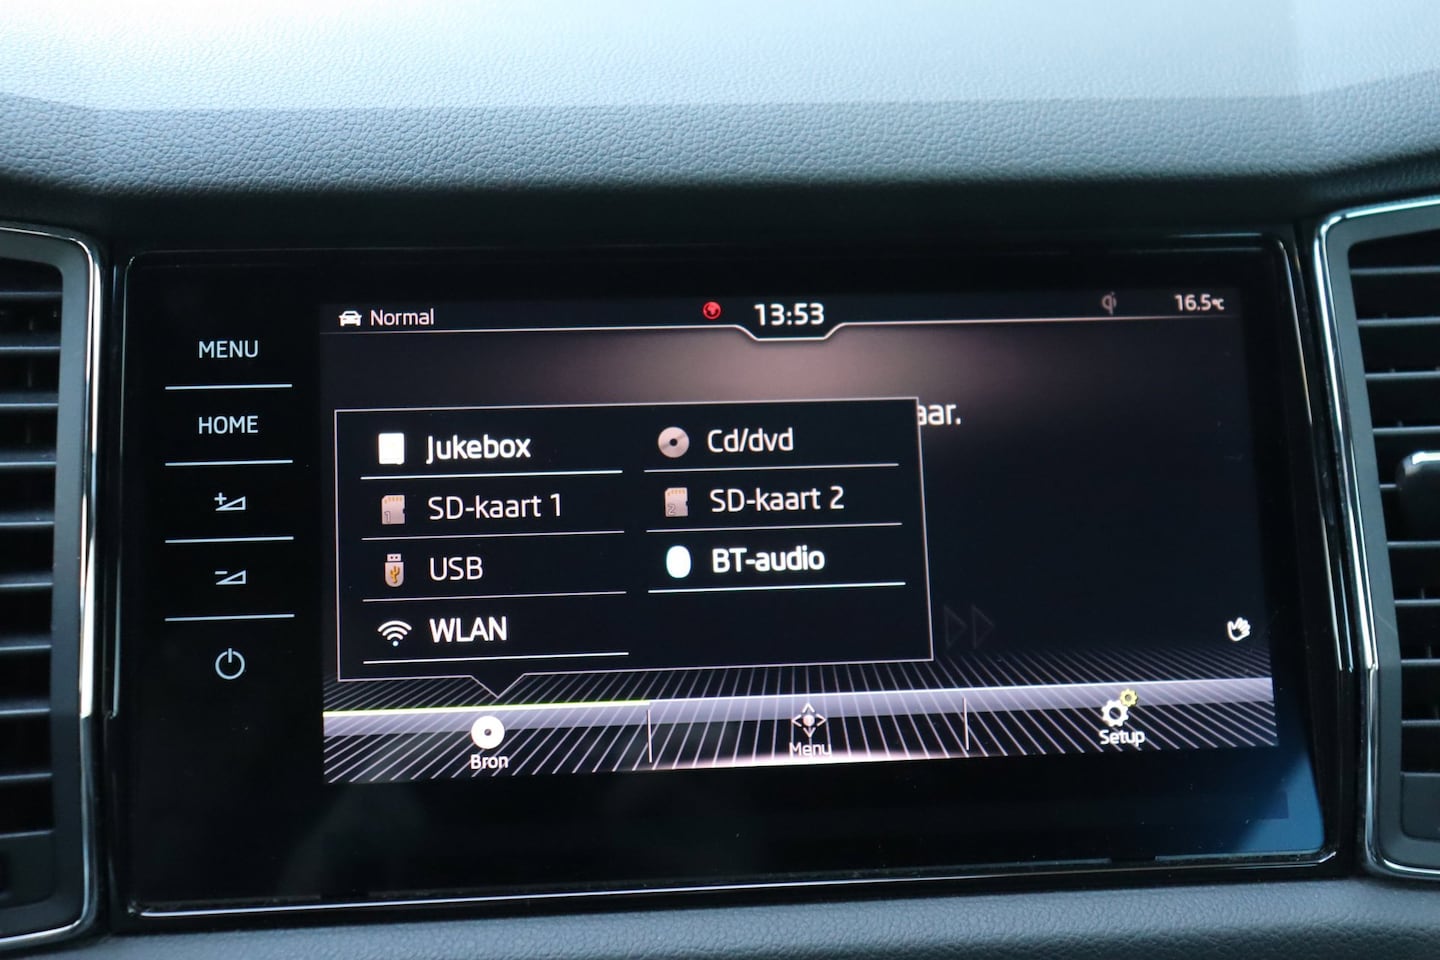 Normal
13:53
16.5°C
MENU
HOME
aar.
Jukebox
Cd/dvd
SD-kaart 1
SD-kaart 2
USB
BT-audio
WLAN
Bron
Menu
Setup